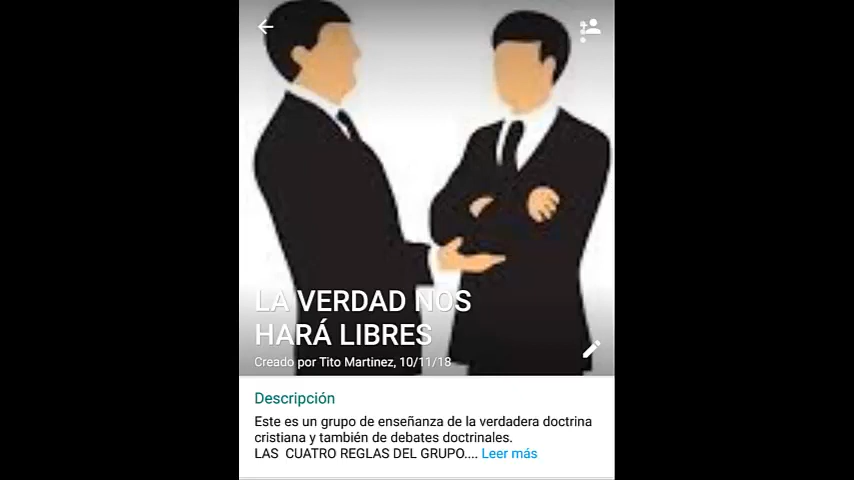 LA VERDAD NOS
HARÁ LIBRES
Creado por Tito Martinez, 10/11/18
Descripción
Este es un grupo de enseñanza de la verdadera doctrina
cristiana y también de debates doctrinales.
LAS  CUATRO REGLAS DEL GRUPO.... Leer más